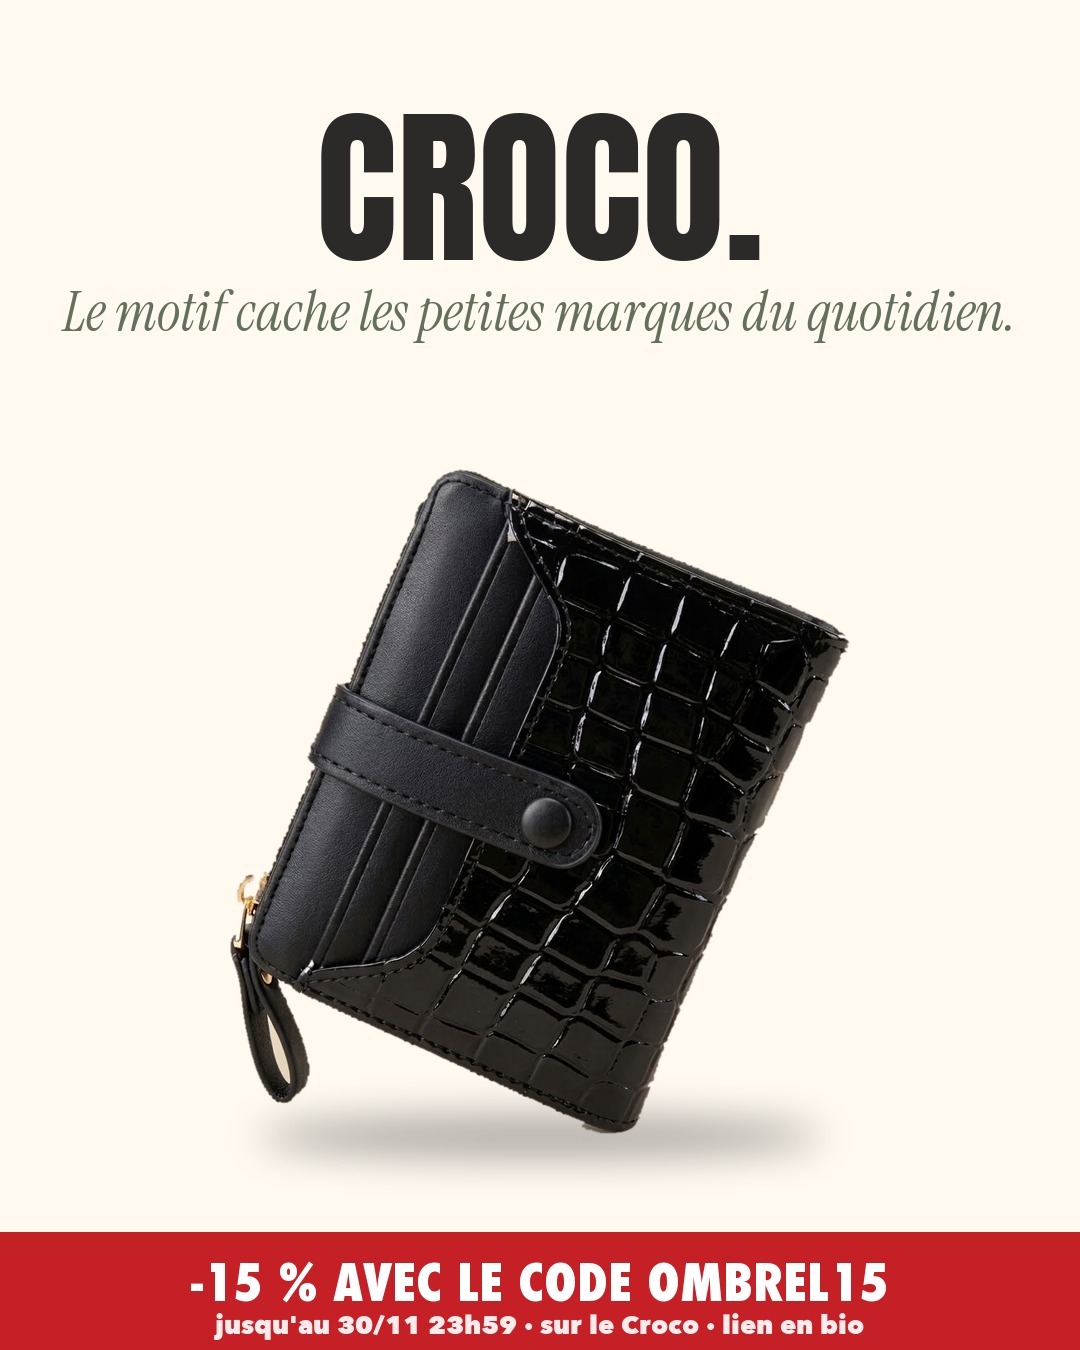 CROCO.
Le motif cache les petites marques du quotidien.
-15 % AVEC LE CODE OMBREL15
jusqu'au 30/11 23h59 · sur le Croco · lien en bio